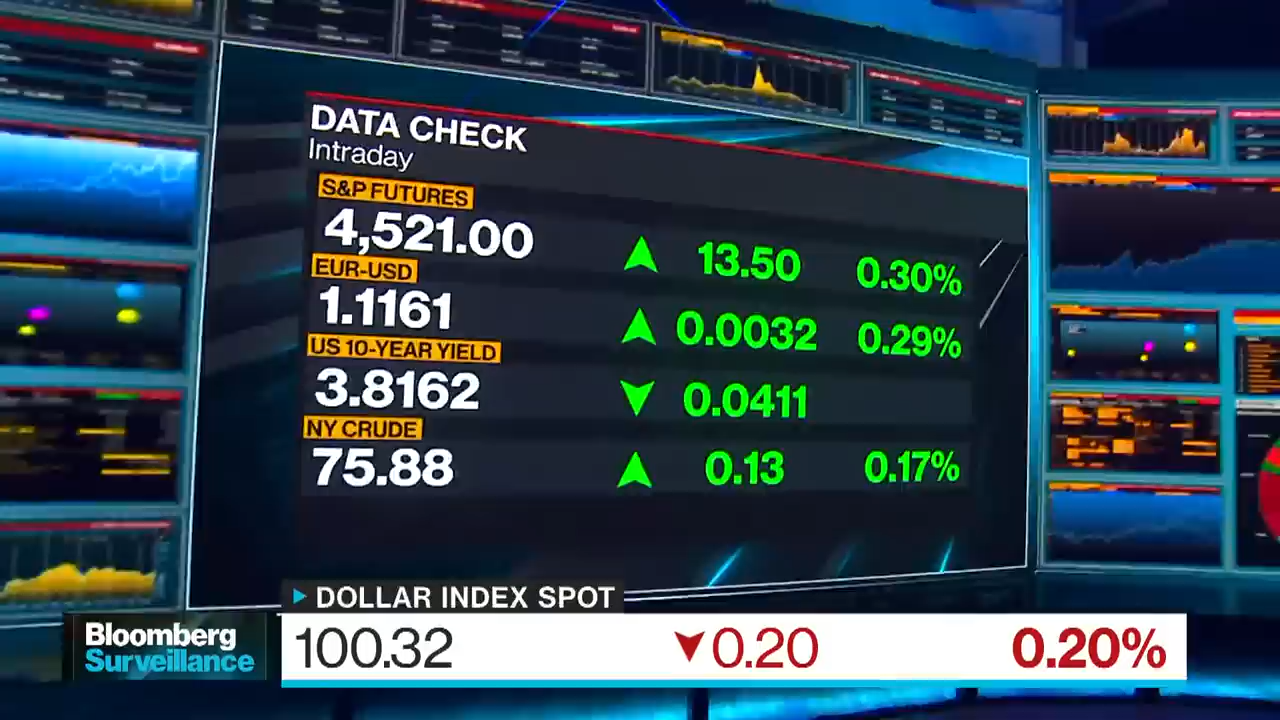 DATA CHECK
Intraday
S&P FUTURES
4,521.00 ▲ 13.50 0.30%
EUR-USD
1.1161 ▲ 0.0032 0.29%
US 10-YEAR YIELD
3.8162 ▼ 0.0411
NY CRUDE
75.88 ▲ 0.13 0.17%
DOLLAR INDEX SPOT
Bloomberg
Surveillance
100.32 ▼0.20 0.20%